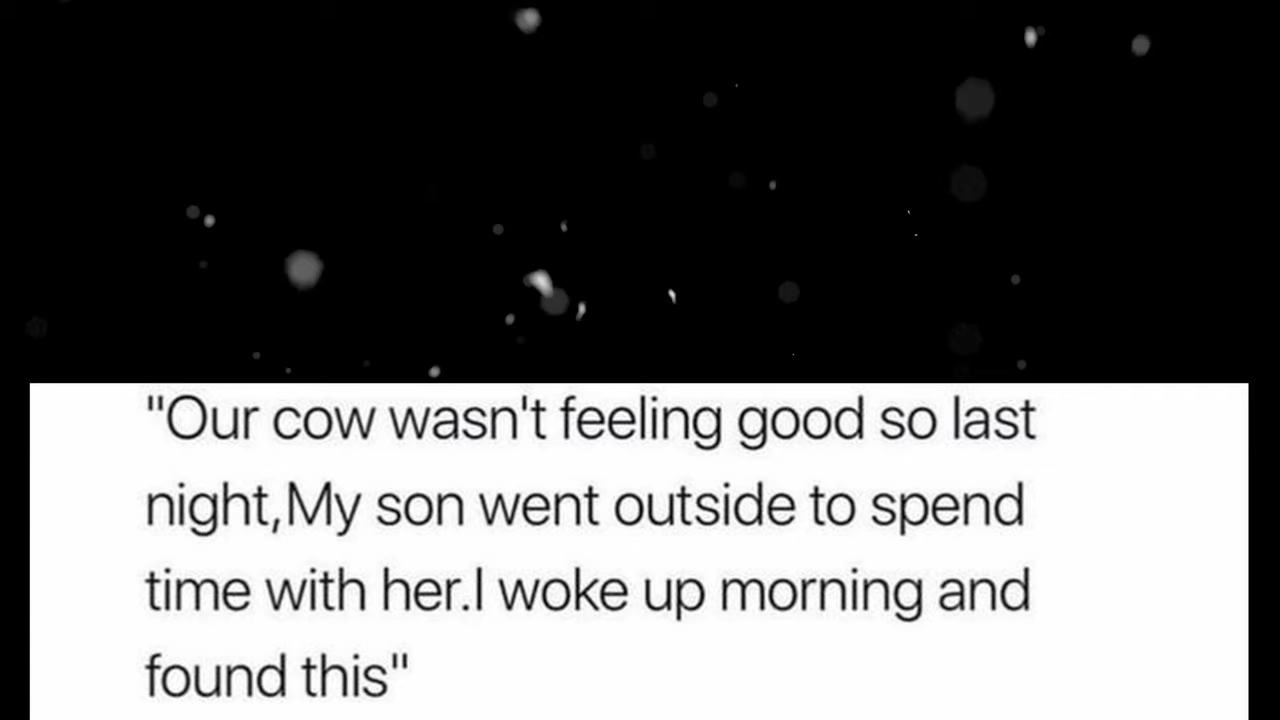 "Our cow wasn't feeling good so last
night,My son went outside to spend
time with her.I woke up morning and
found this"